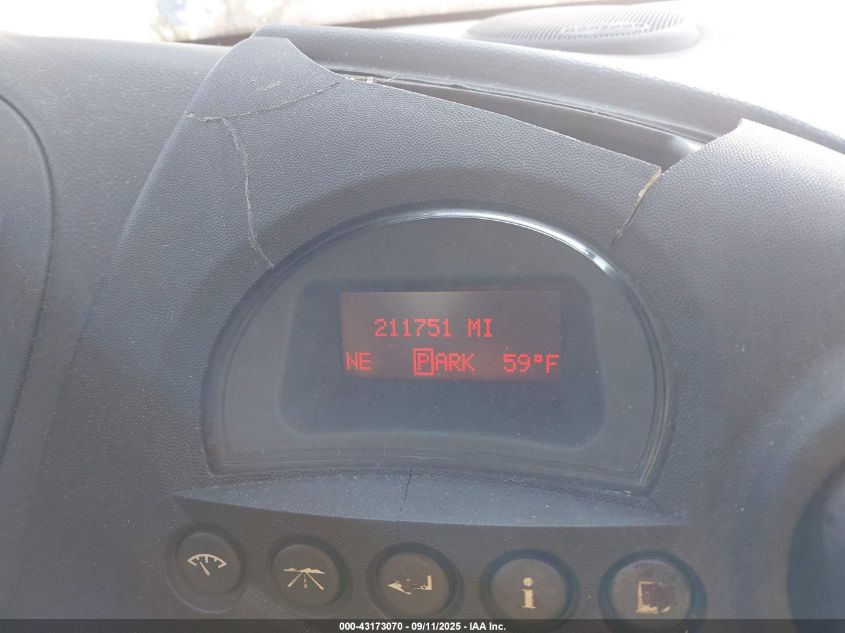 211751 MI
NE PARK 59°F
i
000-43173070 - 09/11/2025 - IAA Inc.